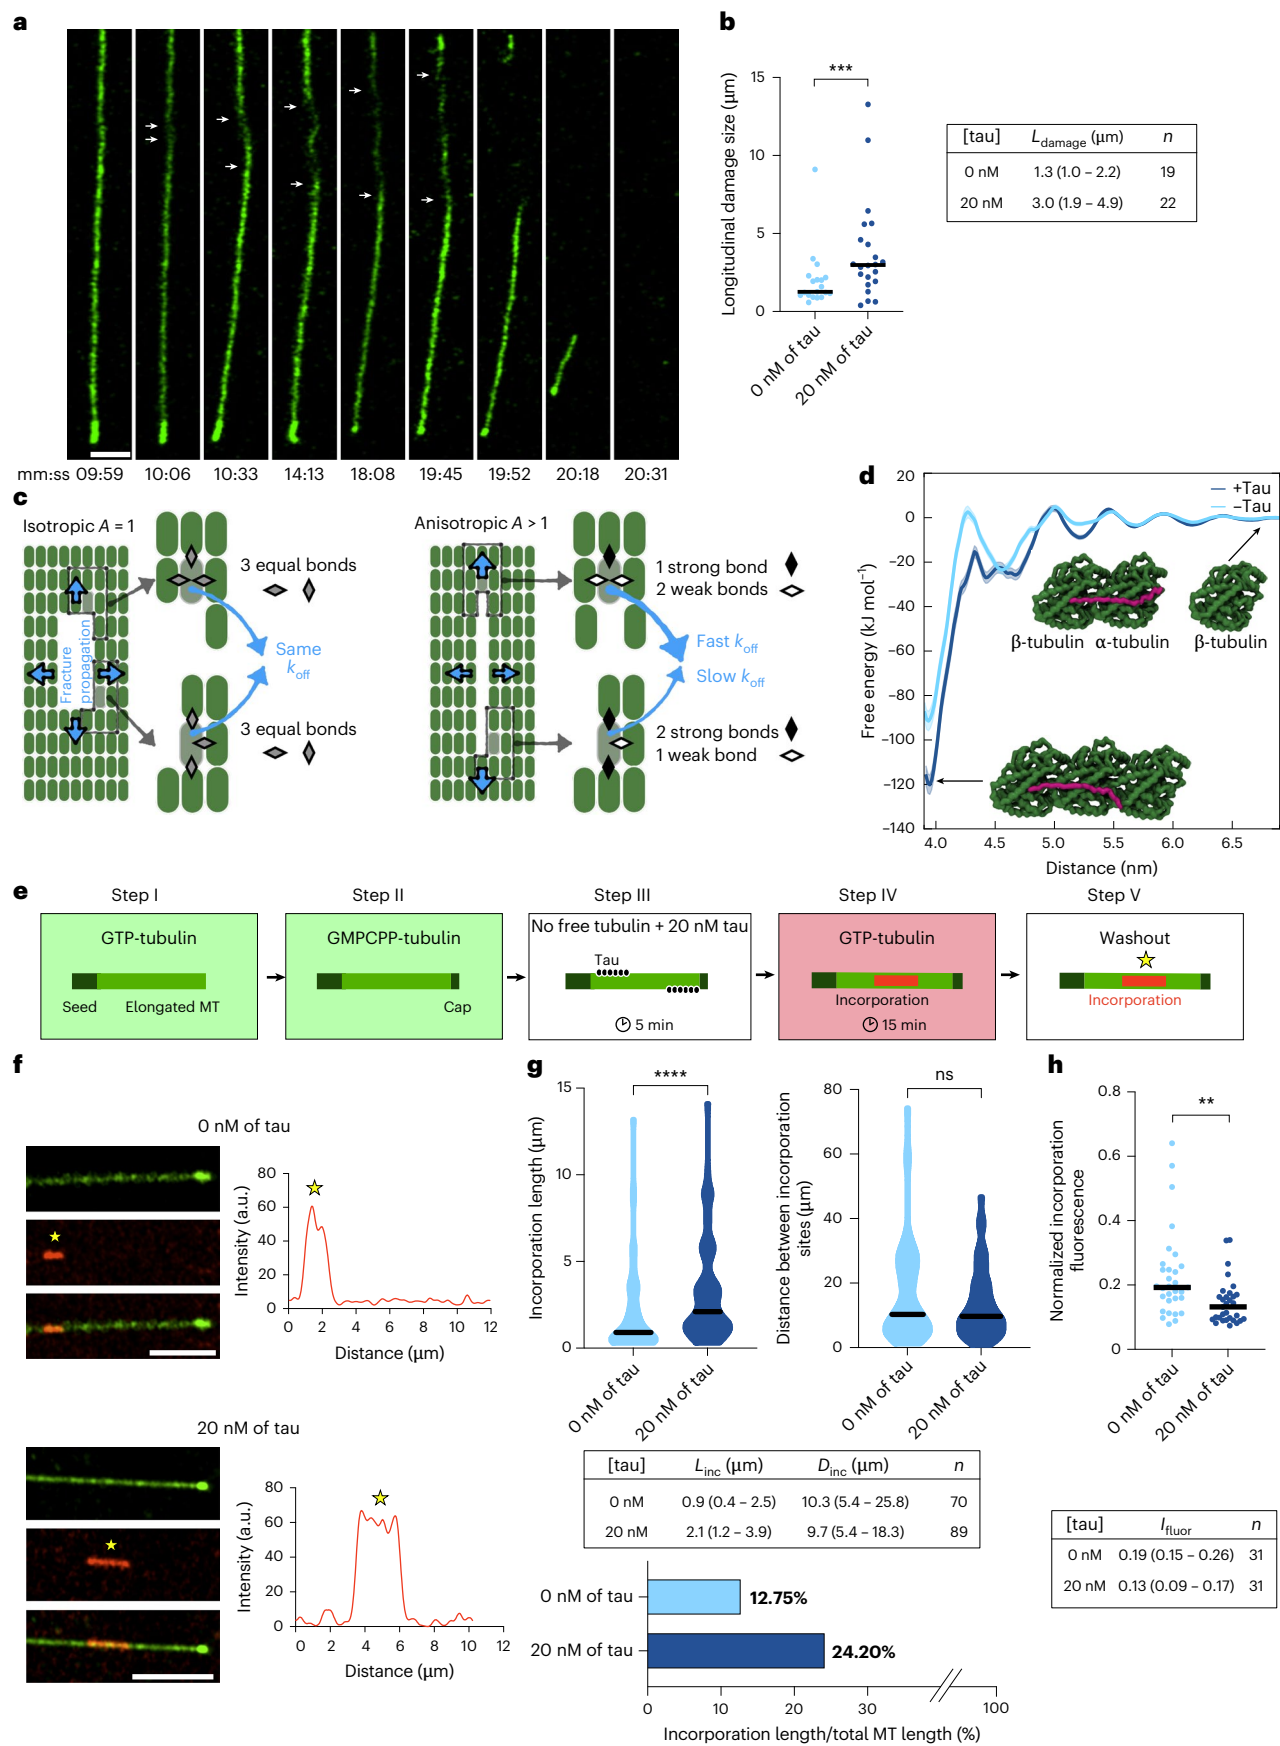 a
mm:ss 09:59 10:06 10:33 14:13 18:08 19:45 19:52 20:18 20:31
b
Longitudinal damage size (μm)
15
10
5
0
***
0 nM of tau
20 nM of tau
[tau] Ldamage (μm) n
0 nM 1.3 (1.0 – 2.2) 19
20 nM 3.0 (1.9 – 4.9) 22
c
Isotropic A = 1
3 equal bonds
Fracture
propagation
Same
koff
3 equal bonds
Anisotropic A > 1
1 strong bond
2 weak bonds
Fast koff
Slow koff
2 strong bonds
1 weak bond
d
Free energy (kJ mol⁻¹)
20
0
–20
–40
–60
–80
–100
–120
–140
+Tau
–Tau
β-tubulin α-tubulin β-tubulin
4.0 4.5 5.0 5.5 6.0 6.5
Distance (nm)
e
Step I
GTP-tubulin
Seed Elongated MT
Step II
GMPCPP-tubulin
Cap
Step III
No free tubulin + 20 nM tau
Tau
5 min
Step IV
GTP-tubulin
Incorporation
15 min
Step V
Washout
Incorporation
f
0 nM of tau
Intensity (a.u.)
80
60
40
20
0
0 2 4 6 8 10 12
Distance (μm)
20 nM of tau
Intensity (a.u.)
80
60
40
20
0
0 2 4 6 8 10 12
Distance (μm)
g
Incorporation length (μm)
15
10
5
0
****
0 nM of tau
20 nM of tau
Distance between incorporation
sites (μm)
80
60
40
20
0
ns
0 nM of tau
20 nM of tau
[tau] Linc (μm) Dinc (μm) n
0 nM 0.9 (0.4 – 2.5) 10.3 (5.4 – 25.8) 70
20 nM 2.1 (1.2 – 3.9) 9.7 (5.4 – 18.3) 89
0 nM of tau 12.75%
20 nM of tau 24.20%
0 10 20 30 100
Incorporation length/total MT length (%)
h
Normalized incorporation
fluorescence
0.8
0.6
0.4
0.2
0
**
0 nM of tau
20 nM of tau
[tau] Ifluor n
0 nM 0.19 (0.15 – 0.26) 31
20 nM 0.13 (0.09 – 0.17) 31